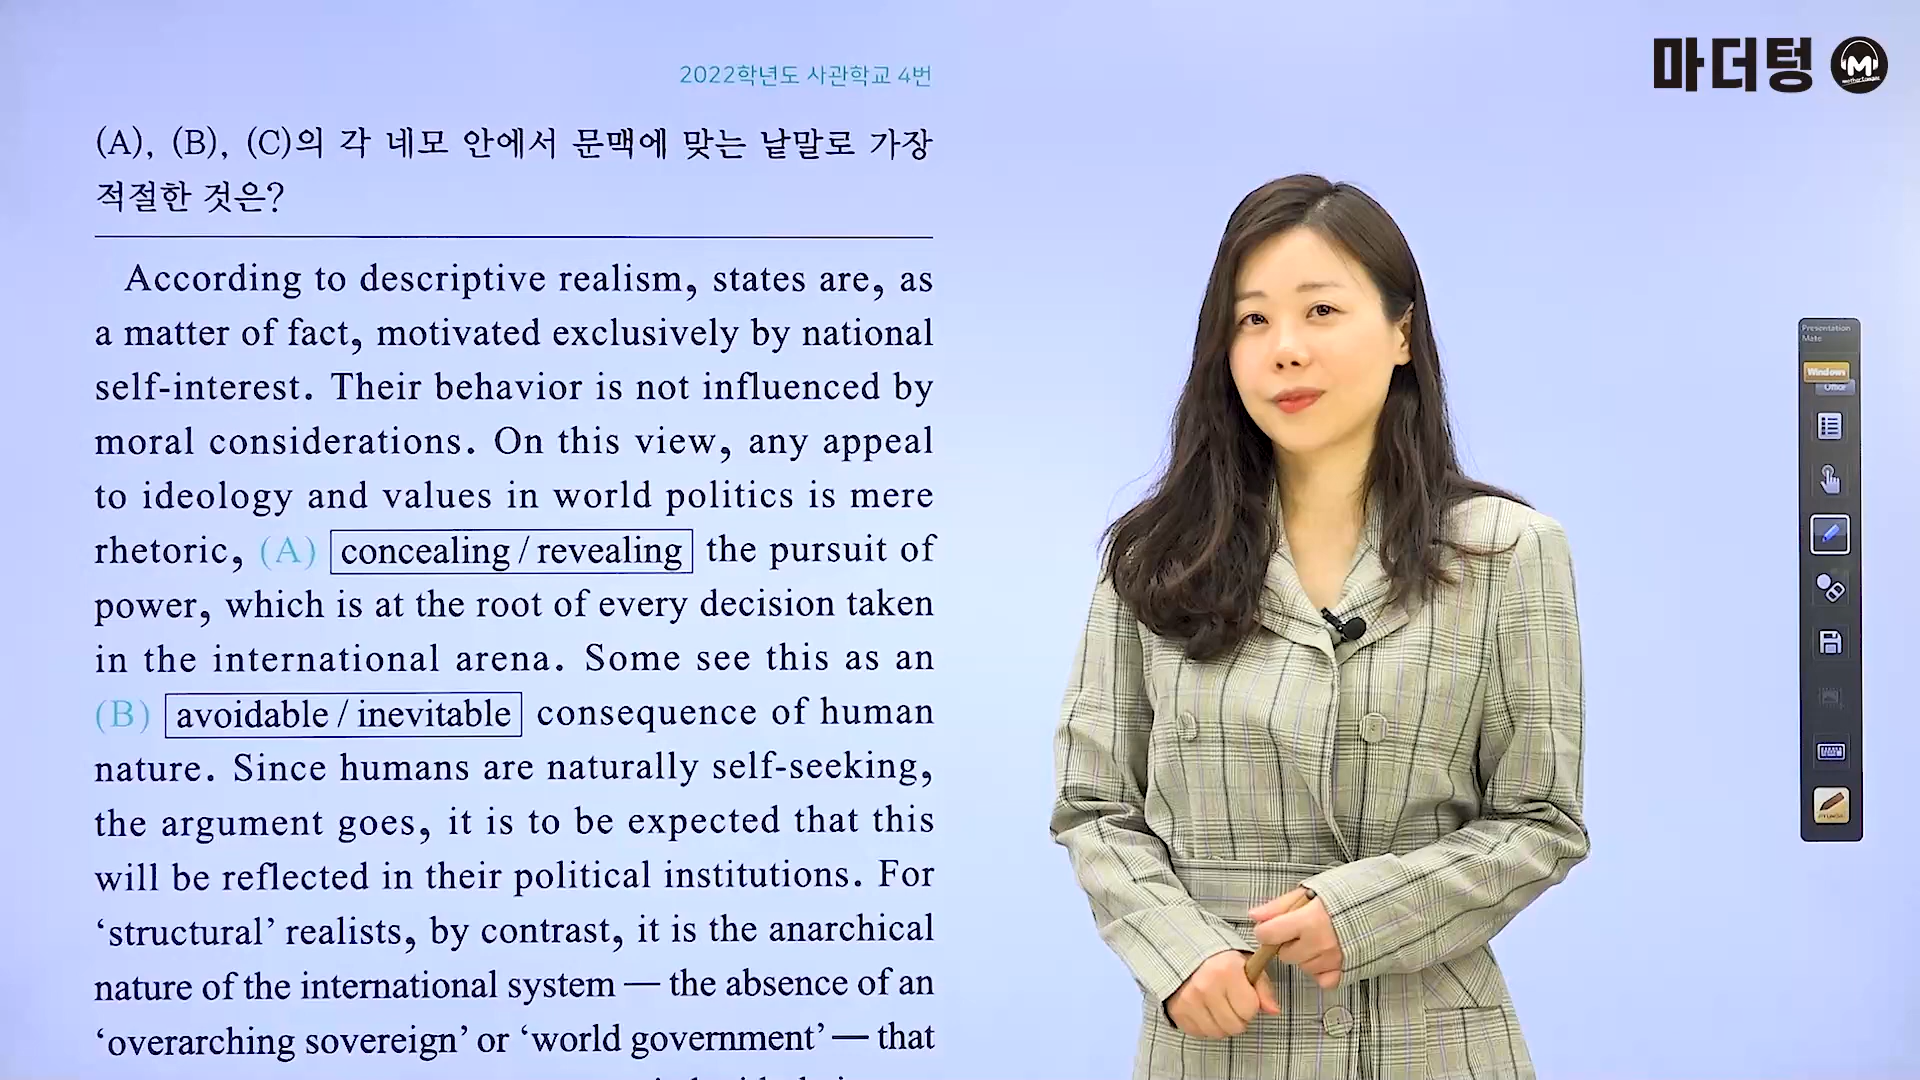 마더텅
M
2022학년도 사관학교 4번
(A), (B), (C)의 각 네모 안에서 문맥에 맞는 낱말로 가장
적절한 것은?
According to descriptive realism, states are, as
a matter of fact, motivated exclusively by national
self-interest. Their behavior is not influenced by
moral considerations. On this view, any appeal
to ideology and values in world politics is mere
rhetoric, (A) concealing / revealing the pursuit of
power, which is at the root of every decision taken
in the international arena. Some see this as an
(B) avoidable / inevitable consequence of human
nature. Since humans are naturally self-seeking,
the argument goes, it is to be expected that this
will be reflected in their political institutions. For
‘structural’ realists, by contrast, it is the anarchical
nature of the international system — the absence of an
‘overarching sovereign’ or ‘world government’ — that
Presentation
Mate
Windows
Office